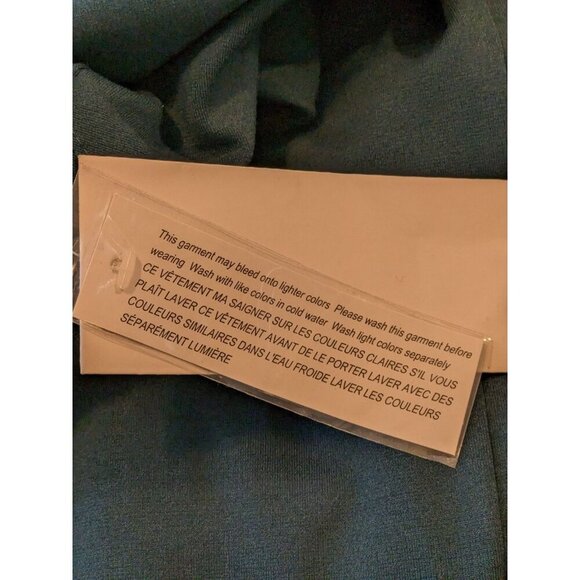 This garment may bleed onto lighter colors Please wash this garment before
wearing Wash with like colors in cold water Wash light colors separately
CE VÊTEMENT MA SAIGNER SUR LES COULEURS CLAIRES S'IL VOUS
PLAÎT LAVER CE VÊTEMENT AVANT DE LE PORTER LAVER AVEC DES
COULEURS SIMILAIRES DANS L'EAU FROIDE LAVER LES COULEURS
SÉPARÉMENT LUMIÈRE